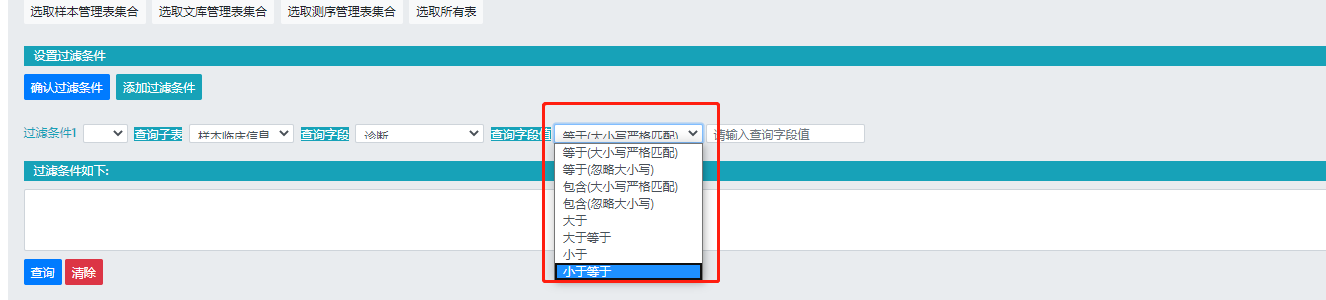 选取样本管理表集合 选取文库管理表集合 选取测序管理表集合 选取所有表
设置过滤条件
确认过滤条件 添加过滤条件
过滤条件1 查询子表 样本临床信息 查询字段 诊断 查询字段值 等于(大小写严格匹配) 请输入查询字段值
等于(大小写严格匹配)
等于(忽略大小写)
过滤条件如下:
包含(大小写严格匹配)
包含(忽略大小写)
大于
大于等于
小于
小于等于
查询 清除